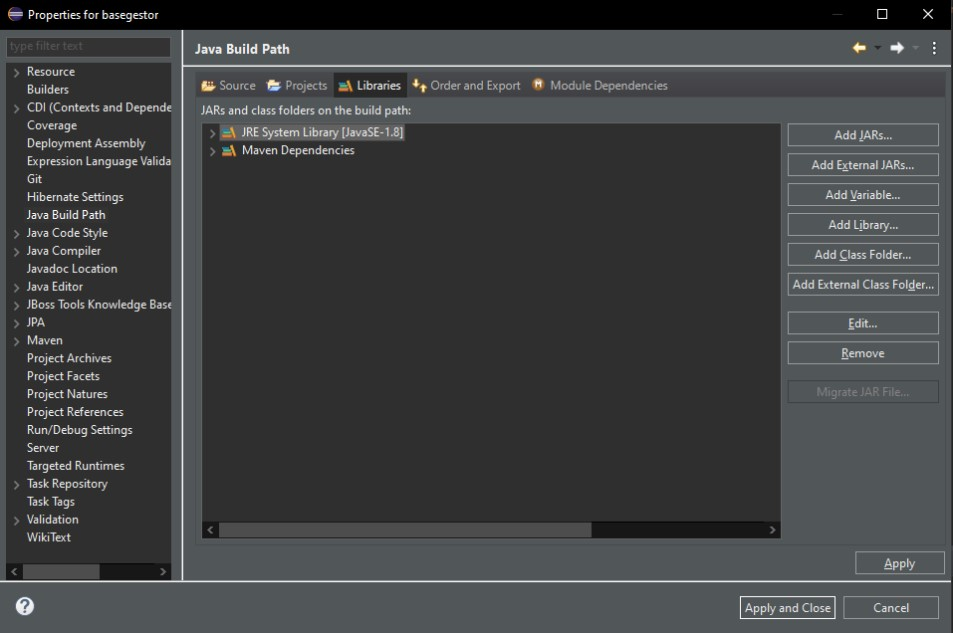 Properties for basegestor
type filter text
Resource
Builders
CDI (Contexts and Depende
Coverage
Deployment Assembly
Expression Language Valida
Git
Hibernate Settings
Java Build Path
Java Code Style
Java Compiler
Javadoc Location
Java Editor
JBoss Tools Knowledge Base
JPA
Maven
Project Archives
Project Facets
Project Natures
Project References
Run/Debug Settings
Server
Targeted Runtimes
Task Repository
Task Tags
Validation
WikiText
Java Build Path
Source Projects Libraries Order and Export Module Dependencies
JARs and class folders on the build path:
JRE System Library [JavaSE-1.8]
Maven Dependencies
Add JARs...
Add External JARs...
Add Variable...
Add Library...
Add Class Folder...
Add External Class Folder...
Edit...
Remove
Migrate JAR File...
Apply
Apply and Close Cancel